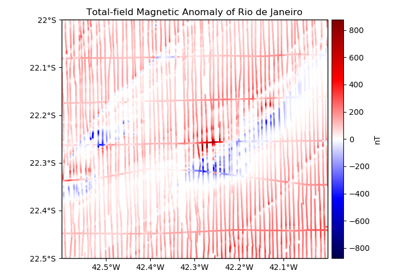 Total-field Magnetic Anomaly of Rio de Janeiro
22°S
22.1°S
22.2°S
22.3°S
22.4°S
22.5°S
42.5°W
42.4°W
42.3°W
42.2°W
42.1°W
800
600
400
200
0
−200
−400
−600
−800
nT